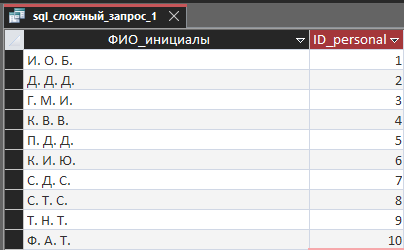 sql_сложный_запрос_1
ФИО_инициалы ID_personal
И. О. Б. 1
Д. Д. Д. 2
Г. М. И. 3
К. В. В. 4
П. Д. Д. 5
К. И. Ю. 6
С. Д. С. 7
С. Т. С. 8
Т. Н. Т. 9
Ф. А. Т. 10